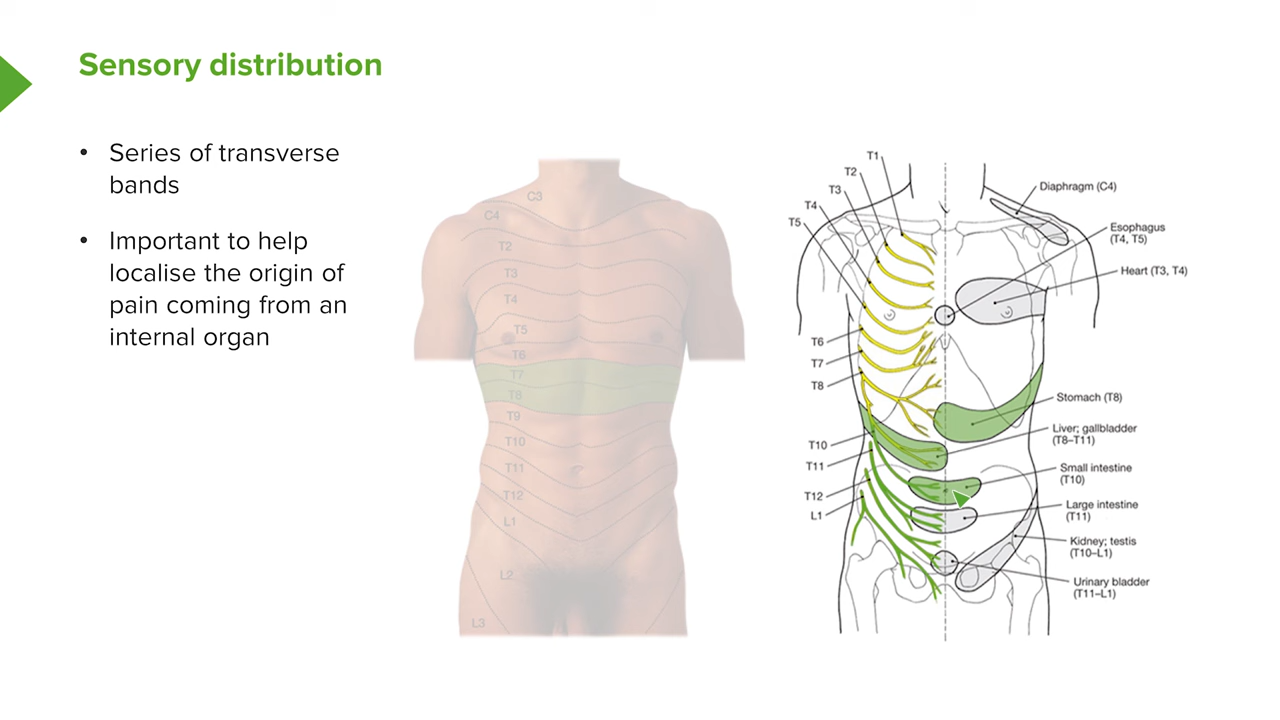 Sensory distribution
• Series of transverse
bands
• Important to help
localise the origin of
pain coming from an
internal organ
C3
C4
T2
T3
T4
T5
T6
T7
T8
T9
T10
T11
T12
L1
L2
L3
T1
T2
T3
T4
T5
T6
T7
T8
T10
T11
T12
L1
Diaphragm (C4)
Esophagus
(T4, T5)
Heart (T3, T4)
Stomach (T8)
Liver; gallbladder
(T8–T11)
Small intestine
(T10)
Large intestine
(T11)
Kidney; testis
(T10–L1)
Urinary bladder
(T11–L1)